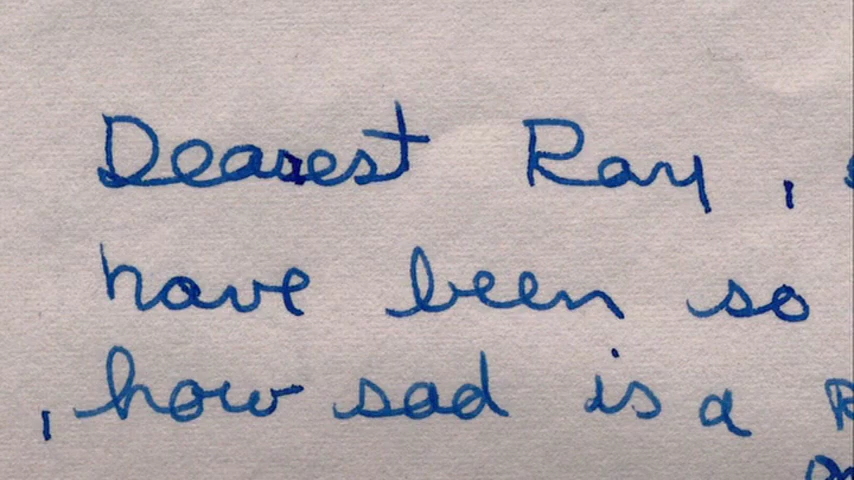 Dearest Ray,
have been so
, how sad is a